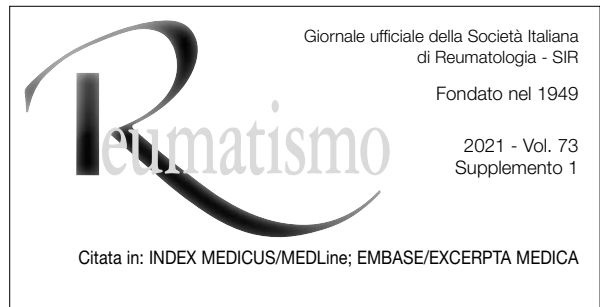 Giornale ufficiale della Società Italiana
di Reumatologia - SIR
Fondato nel 1949
Reumatismo
2021 - Vol. 73
Supplemento 1
Citata in: INDEX MEDICUS/MEDLine; EMBASE/EXCERPTA MEDICA